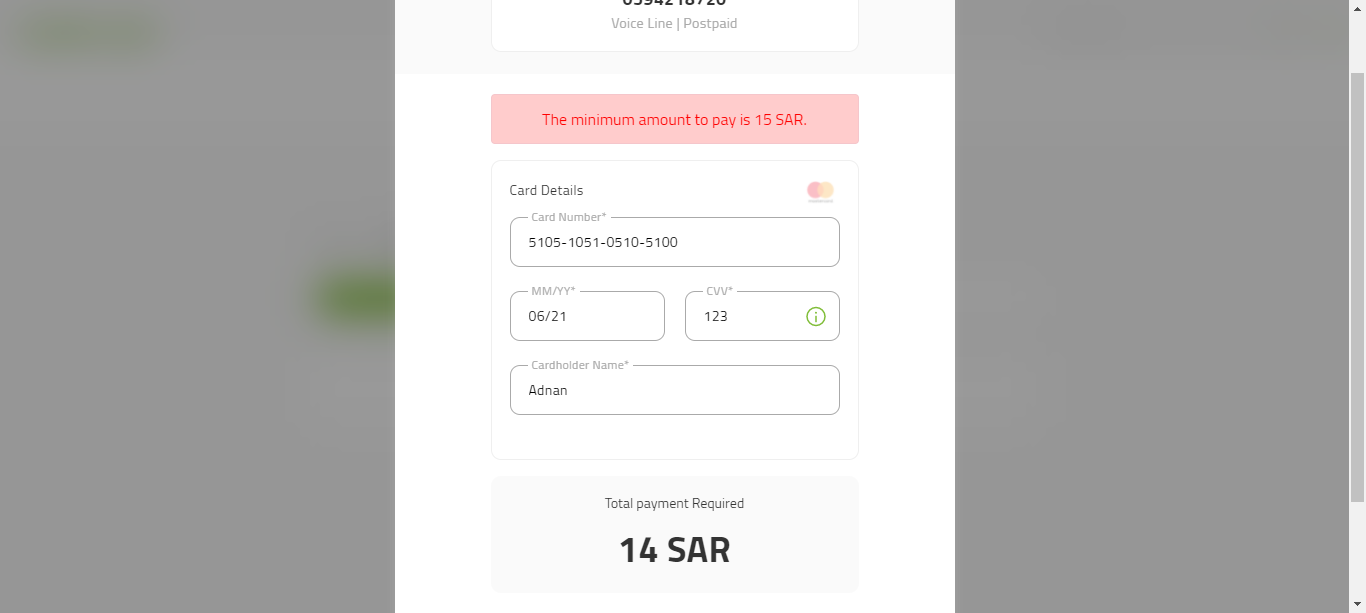 Voice Line | Postpaid
The minimum amount to pay is 15 SAR.
Card Details
Card Number*
5105-1051-0510-5100
MM/YY*
CVV*
06/21
123
Cardholder Name*
Adnan
Total payment Required
14 SAR